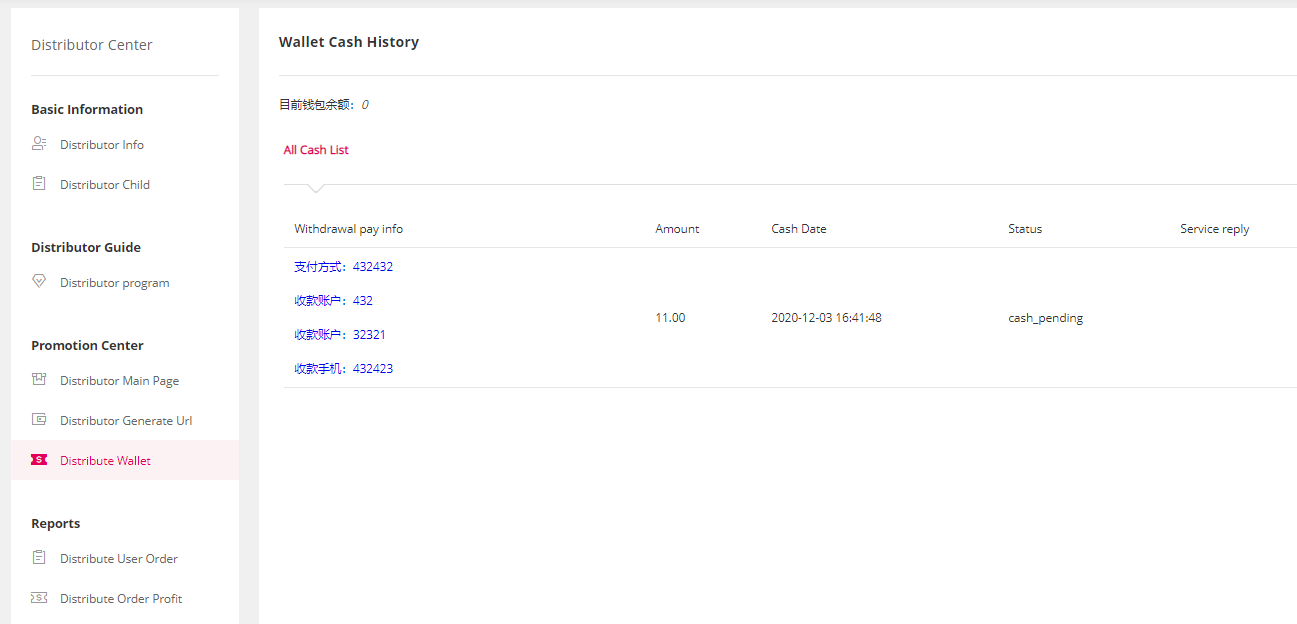 Distributor Center
Basic Information
Distributor Info
Distributor Child
Distributor Guide
Distributor program
Promotion Center
Distributor Main Page
Distributor Generate Url
Distribute Wallet
Reports
Distribute User Order
Distribute Order Profit
Wallet Cash History
目前钱包余额：0
All Cash List
Withdrawal pay info Amount Cash Date Status Service reply
支付方式：432432
收款账户：432
收款账户：32321
收款手机：432423
11.00 2020-12-03 16:41:48 cash_pending